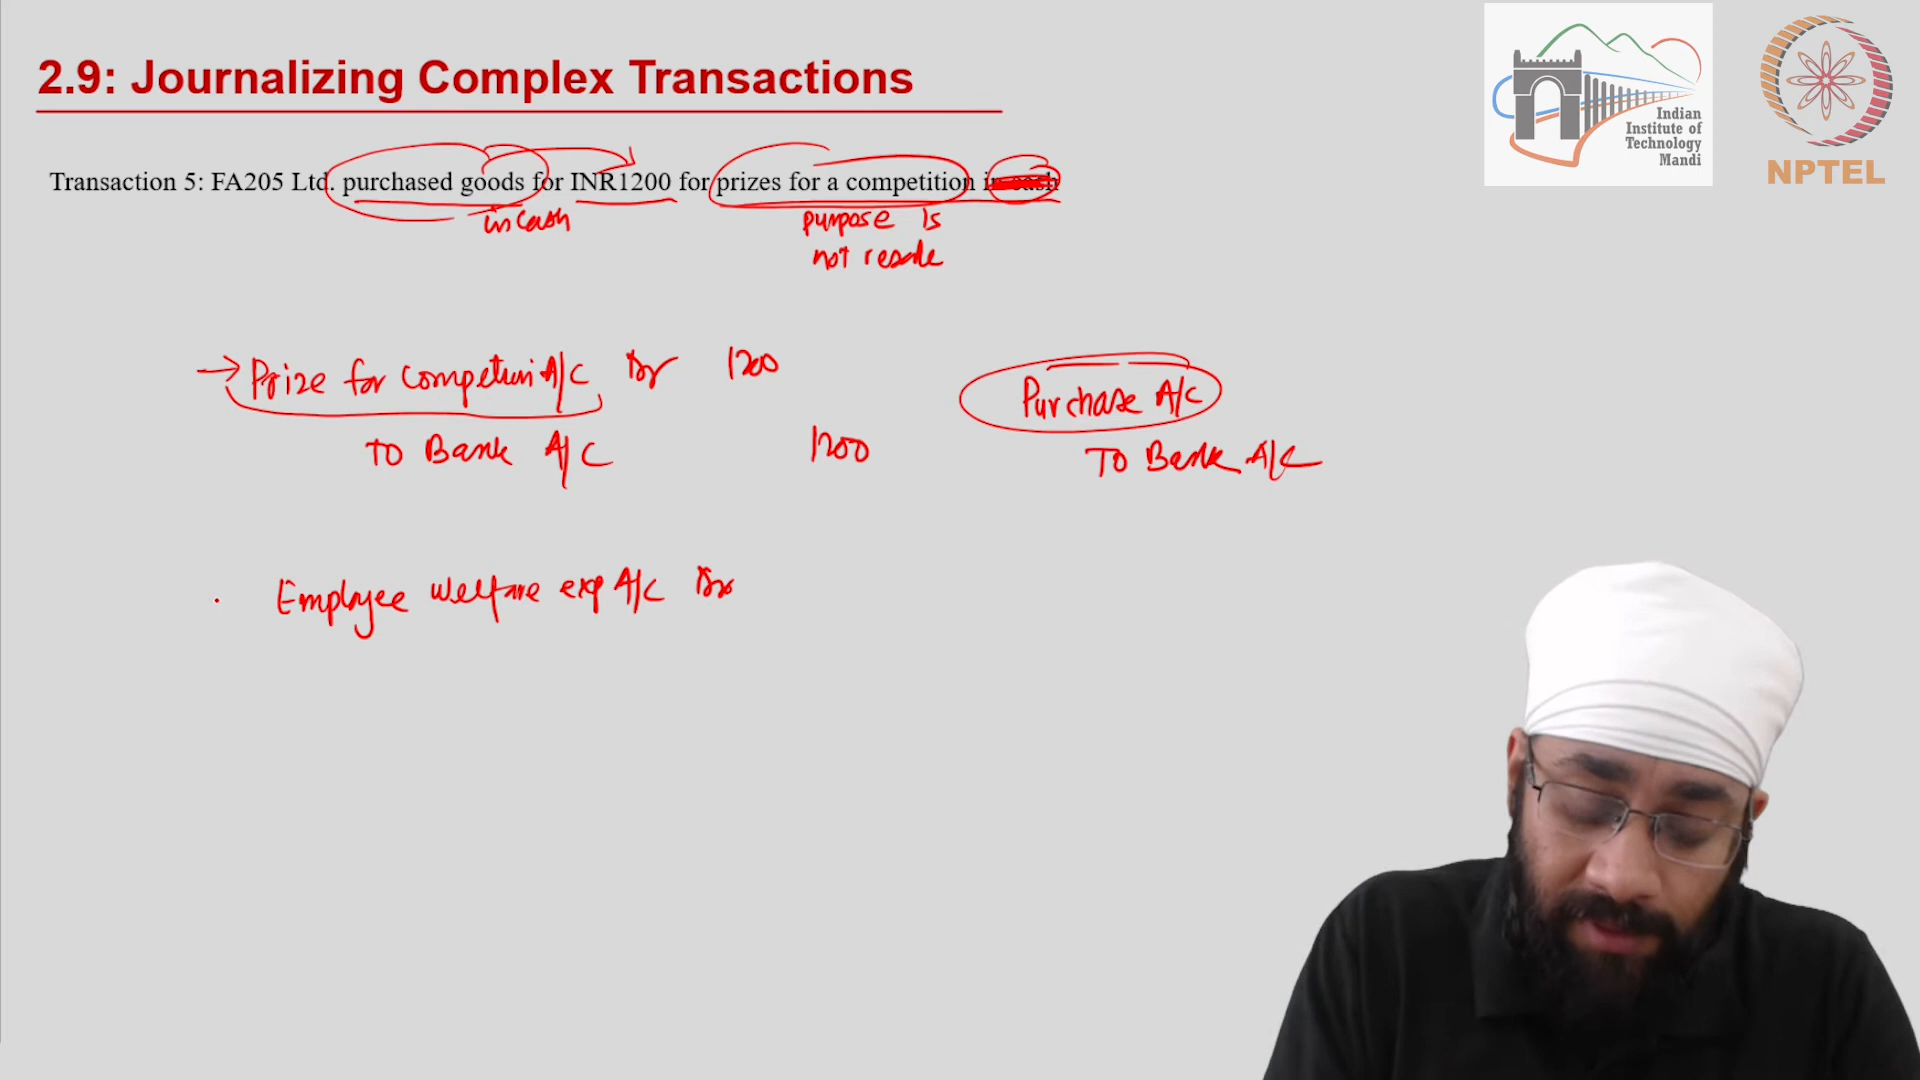 2.9: Journalizing Complex Transactions
Indian
Institute of
Technology
Mandi
NPTEL
Transaction 5: FA205 Ltd. purchased goods for INR1200 for prizes for a competition in cash
in cash
purpose is
not resale
→ Prize for competition A/C Dr 1200
To Bank A/C 1200
Purchase A/C
To Bank A/C
Employee welfare exp A/C Dr